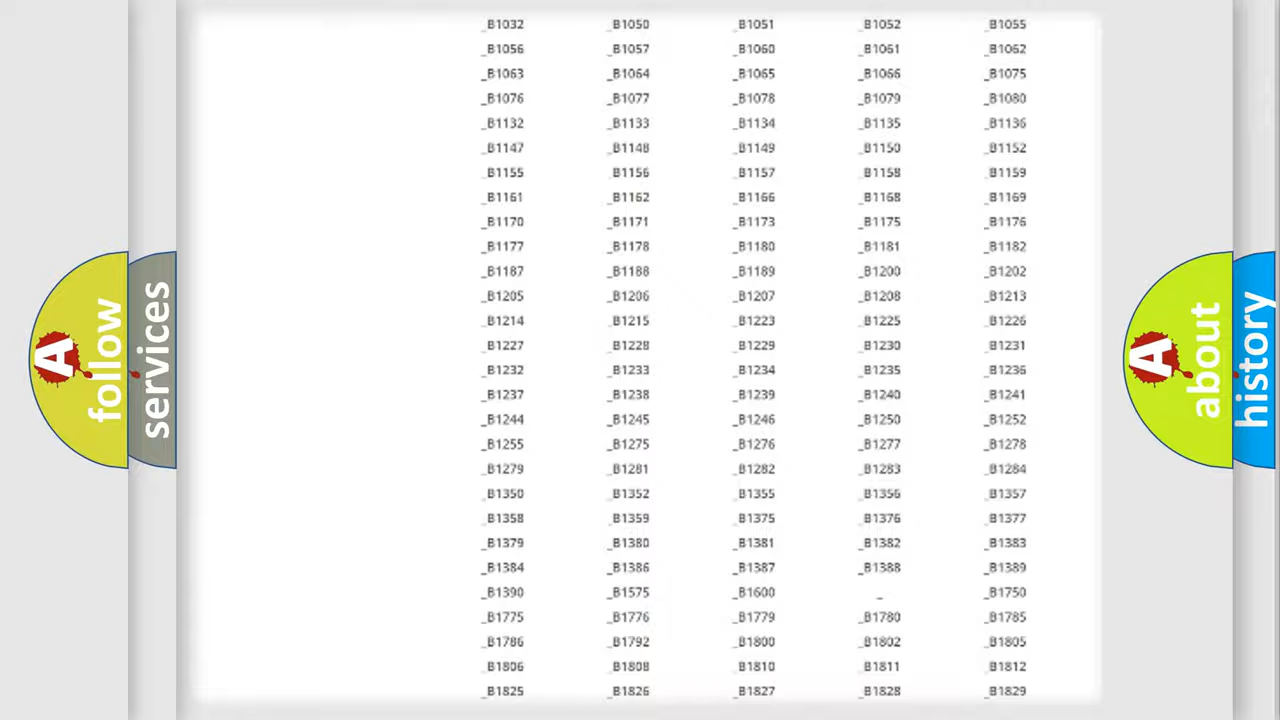 _B1032 _B1050 _B1051 _B1052 _B1055
_B1056 _B1057 _B1060 _B1061 _B1062
_B1063 _B1064 _B1065 _B1066 _B1075
_B1076 _B1077 _B1078 _B1079 _B1080
_B1132 _B1133 _B1134 _B1135 _B1136
_B1147 _B1148 _B1149 _B1150 _B1152
_B1155 _B1156 _B1157 _B1158 _B1159
_B1161 _B1162 _B1166 _B1168 _B1169
_B1170 _B1171 _B1173 _B1175 _B1176
_B1177 _B1178 _B1180 _B1181 _B1182
_B1187 _B1188 _B1189 _B1200 _B1202
_B1205 _B1206 _B1207 _B1208 _B1213
_B1214 _B1215 _B1223 _B1225 _B1226
_B1227 _B1228 _B1229 _B1230 _B1231
_B1232 _B1233 _B1234 _B1235 _B1236
_B1237 _B1238 _B1239 _B1240 _B1241
_B1244 _B1245 _B1246 _B1250 _B1252
_B1255 _B1275 _B1276 _B1277 _B1278
_B1279 _B1281 _B1282 _B1283 _B1284
_B1350 _B1352 _B1355 _B1356 _B1357
_B1358 _B1359 _B1375 _B1376 _B1377
_B1379 _B1380 _B1381 _B1382 _B1383
_B1384 _B1386 _B1387 _B1388 _B1389
_B1390 _B1575 _B1600 _ _B1750
_B1775 _B1776 _B1779 _B1780 _B1785
_B1786 _B1792 _B1800 _B1802 _B1805
_B1806 _B1808 _B1810 _B1811 _B1812
_B1825 _B1826 _B1827 _B1828 _B1829
A follow
services
A about
history